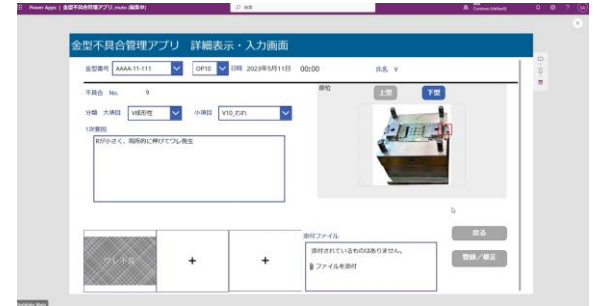 Power Apps | 金型不具合管理アプリ_muto (編集中)
検索
Contoso (default)
金型不具合管理アプリ 詳細表示・入力画面
金型番号 AAAA-11-111 OP10 日時 2023年5月11日 00:00 氏名 v
不具合 No. 9
部位
上型 下型
分類 大項目 V成形性 小項目 V10_ワレ
1次要因
Rが小さく、局所的に伸びてワレ発生
ワレ不良
+
+
添付ファイル
添付されているものはありません。
ファイルを添付
戻る
登録/修正